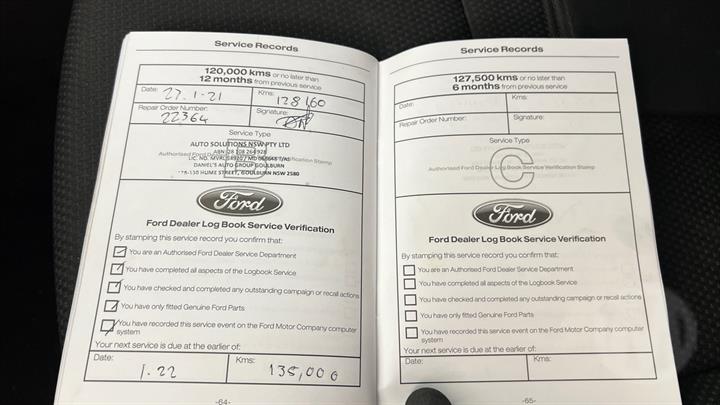 Service Records
120,000 kms or no later than
12 months from previous service
Date: 27.1-21 Kms: 128160
Repair Order Number: 22364 Signature:
Service Type
AUTO SOLUTIONS NSW PTY LTD
DANIEL'S AUTO GROUP GOULBURN
HUME STREET, GOULBURN NSW 2580
Ford
Ford Dealer Log Book Service Verification
By stamping this service record you confirm that:
You are an Authorised Ford Dealer Service Department
You have completed all aspects of the Logbook Service
You have checked and completed any outstanding campaign or recall actions
You have only fitted Genuine Ford Parts
You have recorded this service event on the Ford Motor Company computer
system
Your next service is due at the earlier of:
Date: 1.22 Kms: 135,000
-64-
Service Records
127,500 kms or no later than
6 months from previous service
Date: Kms:
Repair Order Number: Signature:
Service Type
C
Authorised Ford Dealer Log Book Service Verification Stamp
Ford
Ford Dealer Log Book Service Verification
By stamping this service record you confirm that:
You are an Authorised Ford Dealer Service Department
You have completed all aspects of the Logbook Service
You have checked and completed any outstanding campaign or recall actions
You have only fitted Genuine Ford Parts
You have recorded this service event on the Ford Motor Company computer
system
Your next service is due at the earlier of:
Date: Kms:
-65-